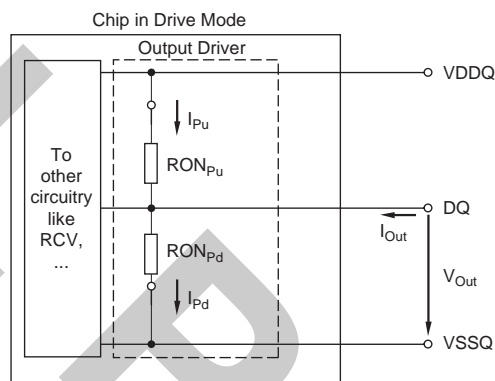 Chip in Drive Mode
Output Driver
VDDQ
I_Pu
To
other
circuitry
like
RCV,
...
RON_Pu
DQ
I_Out
RON_Pd
V_Out
I_Pd
VSSQ